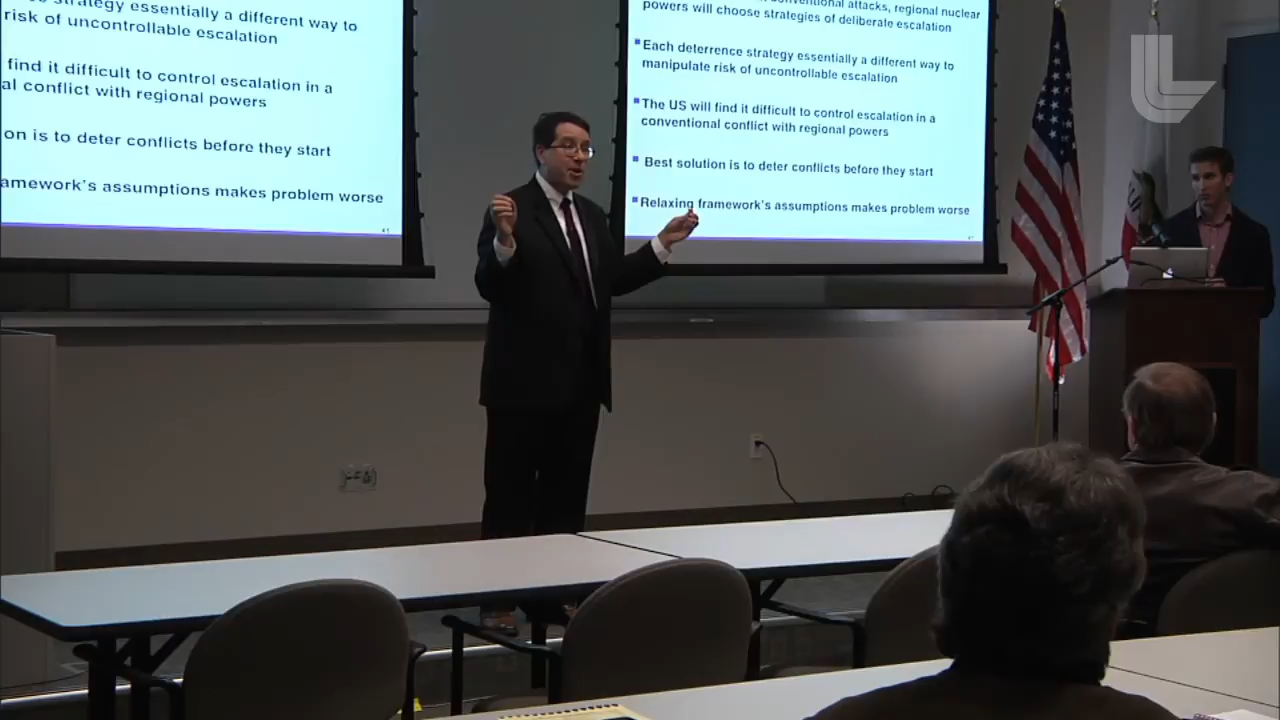 strategy essentially a different way to
risk of uncontrollable escalation
find it difficult to control escalation in a
al conflict with regional powers
on is to deter conflicts before they start
amework's assumptions makes problem worse
41
conventional attacks, regional nuclear
powers will choose strategies of deliberate escalation
Each deterrence strategy essentially a different way to
manipulate risk of uncontrollable escalation
The US will find it difficult to control escalation in a
conventional conflict with regional powers
Best solution is to deter conflicts before they start
Relaxing framework's assumptions makes problem worse